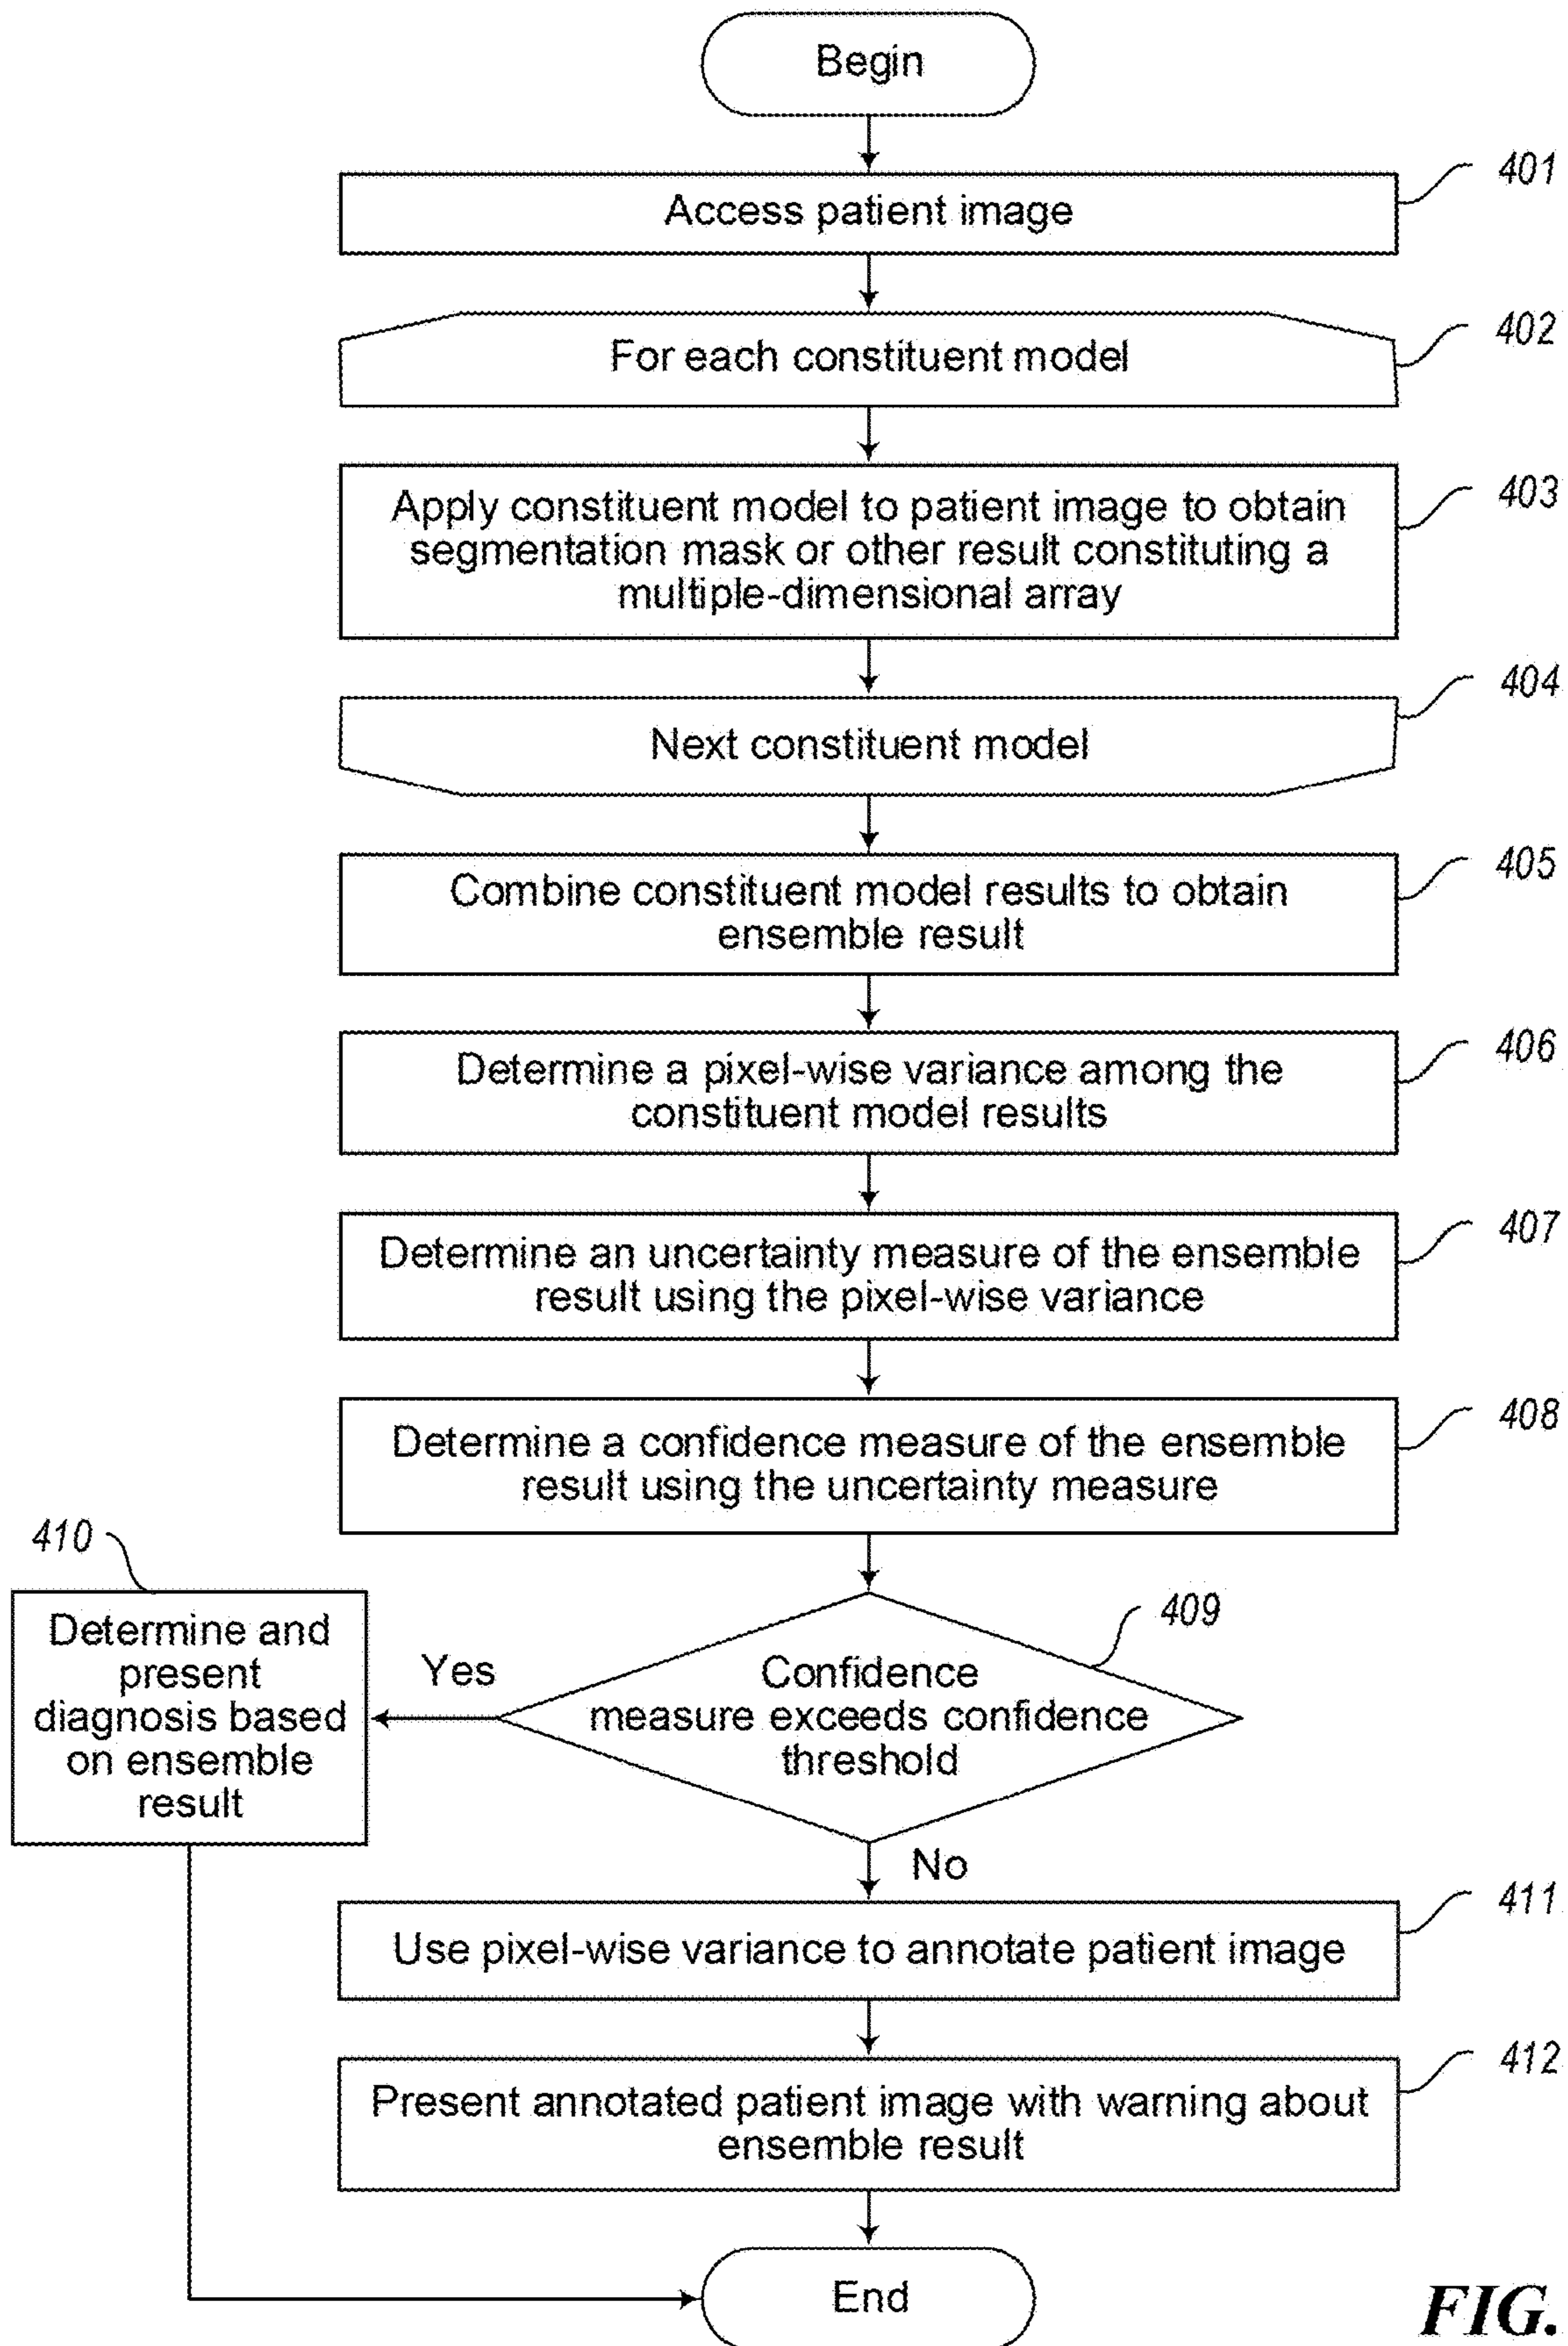 Begin
401
Access patient image
402
For each constituent model
403
Apply constituent model to patient image to obtain
segmentation mask or other result constituting a
multiple-dimensional array
404
Next constituent model
405
Combine constituent model results to obtain
ensemble result
406
Determine a pixel-wise variance among the
constituent model results
407
Determine an uncertainty measure of the ensemble
result using the pixel-wise variance
408
Determine a confidence measure of the ensemble
result using the uncertainty measure
409
Confidence
measure exceeds confidence
threshold
Yes
410
Determine and
present
diagnosis based
on ensemble
result
No
411
Use pixel-wise variance to annotate patient image
412
Present annotated patient image with warning about
ensemble result
End
FIG.